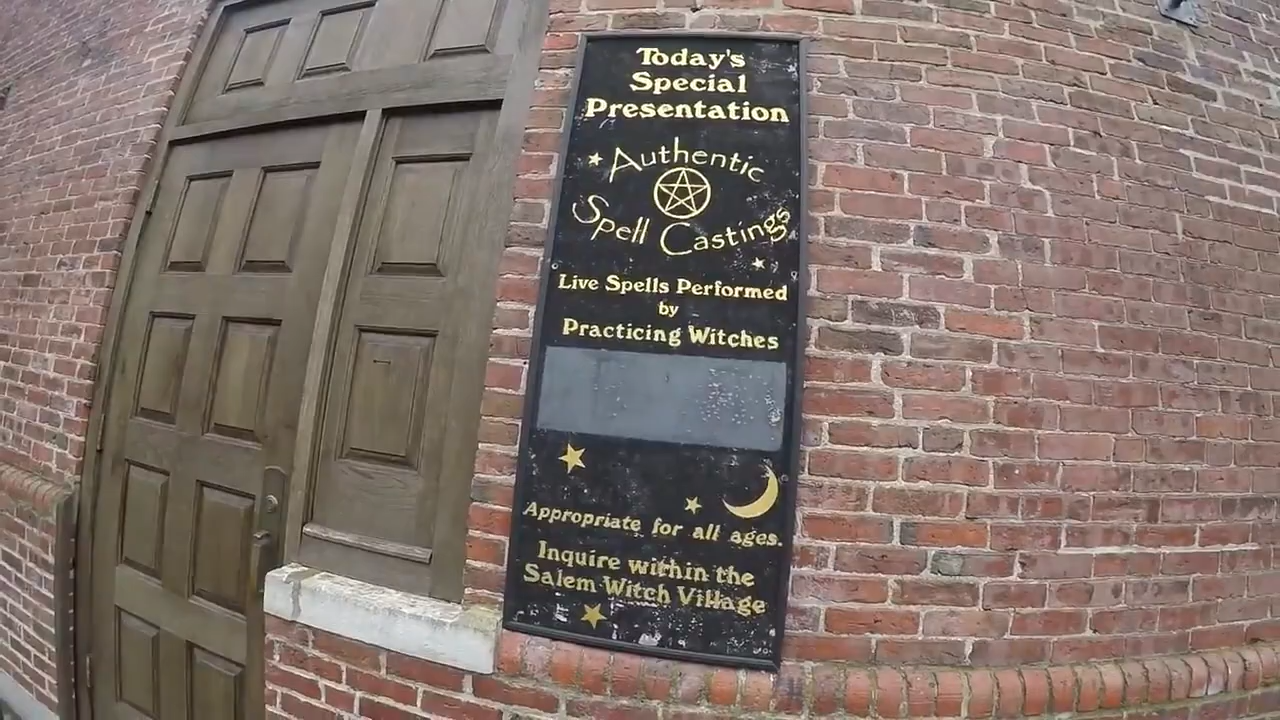 Today's
Special
Presentation
Authentic
Spell Castings
Live Spells Performed
by
Practicing Witches
Appropriate for all ages.
Inquire within the
Salem Witch Village